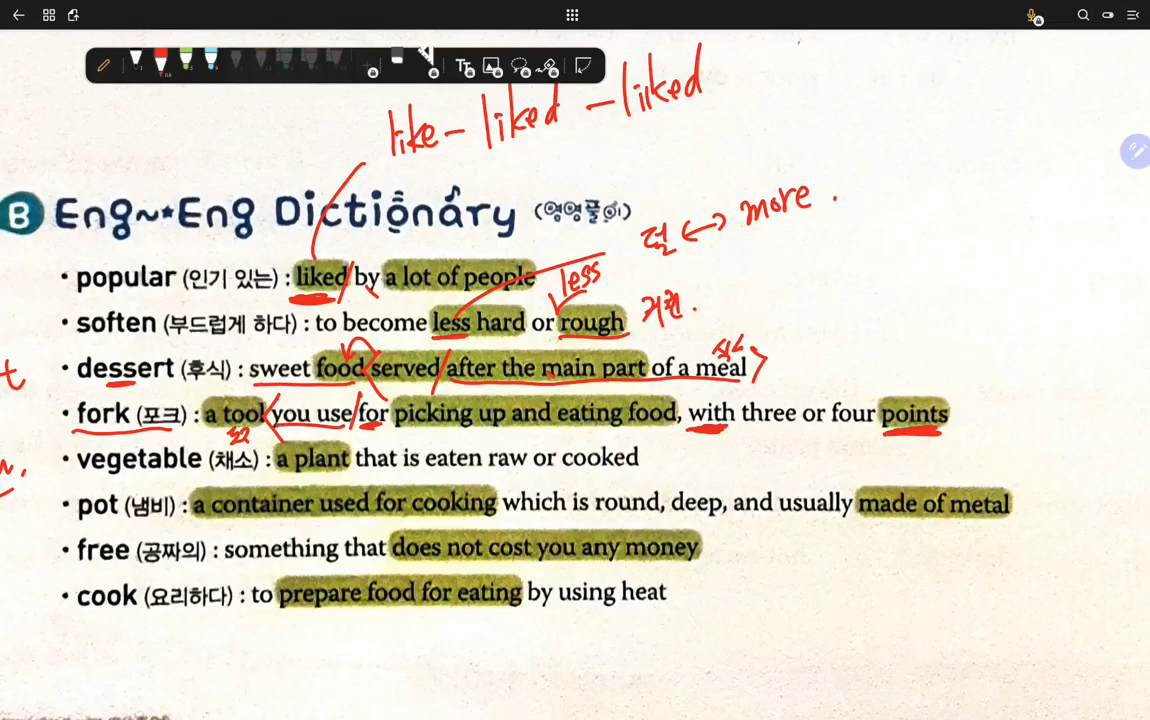 like - liked - liked
B Eng~★Eng Dictionary (영영풀이)
덜 ↔ more.
• popular (인기 있는) : liked / by a lot of people
less
• soften (부드럽게 하다) : to become less hard or rough 거친.
식사
• dessert (후식) : sweet food served / after the main part of a meal
• fork (포크) : a tool you use / for picking up and eating food, with three or four points
도구
• vegetable (채소) : a plant that is eaten raw or cooked
• pot (냄비) : a container used for cooking which is round, deep, and usually made of metal
• free (공짜의) : something that does not cost you any money
• cook (요리하다) : to prepare food for eating by using heat